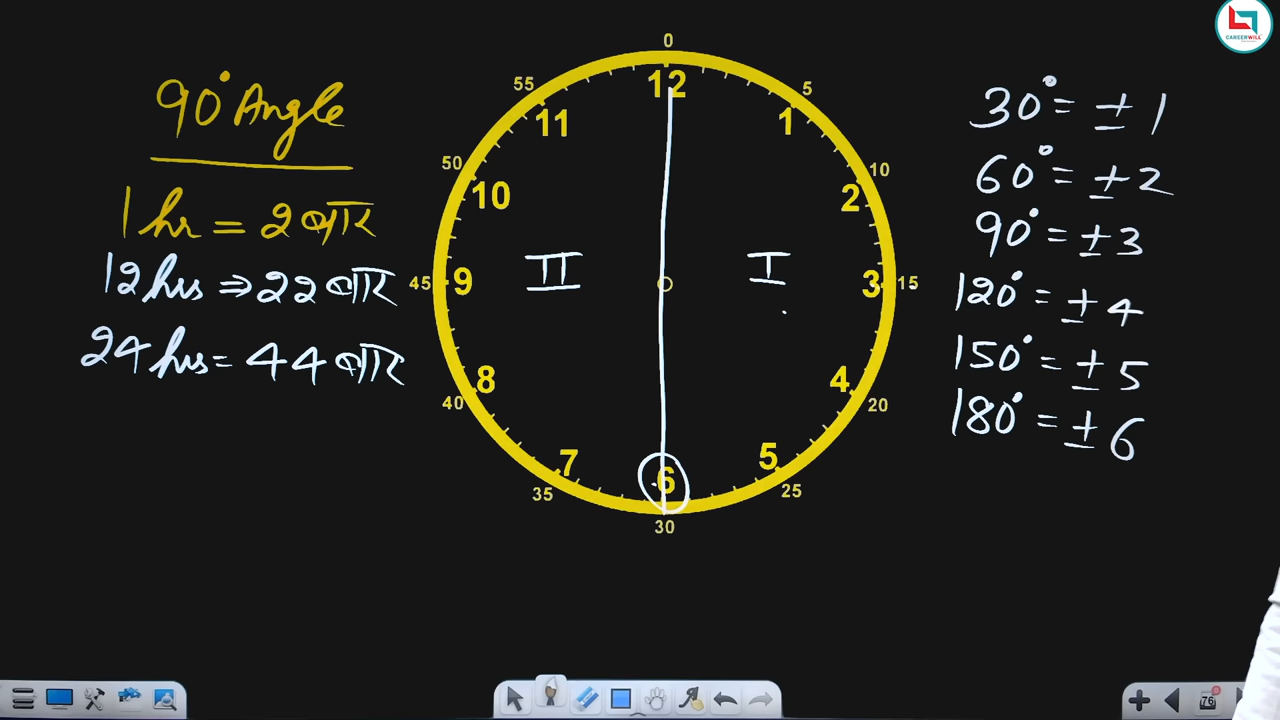 CAREERWILL
90° Angle
1 hr = 2 बार
12 hrs ⇒ 22 बार
24 hrs = 44 बार
0
5
10
15
20
25
30
35
40
45
50
55
12
1
2
3
4
5
6
7
8
9
10
11
II
I
30° = ± 1
60° = ± 2
90° = ± 3
120° = ± 4
150° = ± 5
180° = ± 6
76